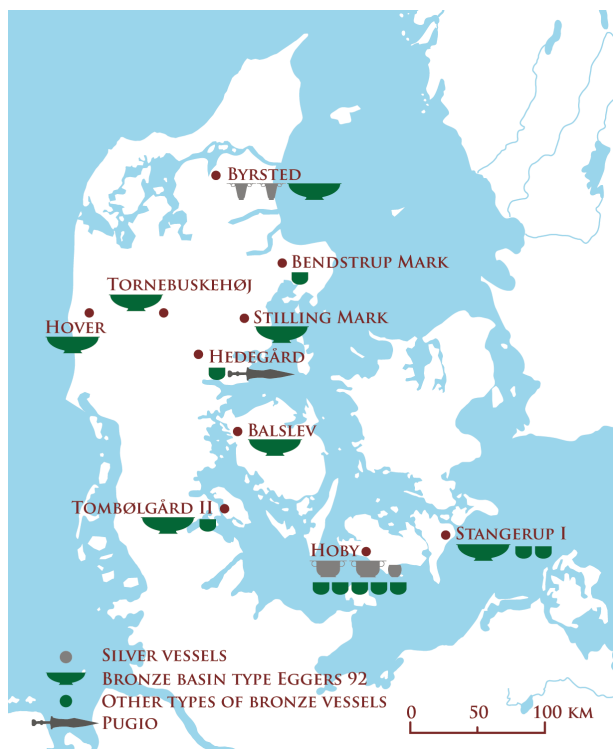 Byrsted
Bendstrup Mark
Tornebuskehøj
Stilling Mark
Hover
Hedegård
Balslev
Tombølgård II
Stangerup I
Hoby
Silver vessels
Bronze basin type Eggers 92
Other types of bronze vessels
Pugio
0 50 100 km